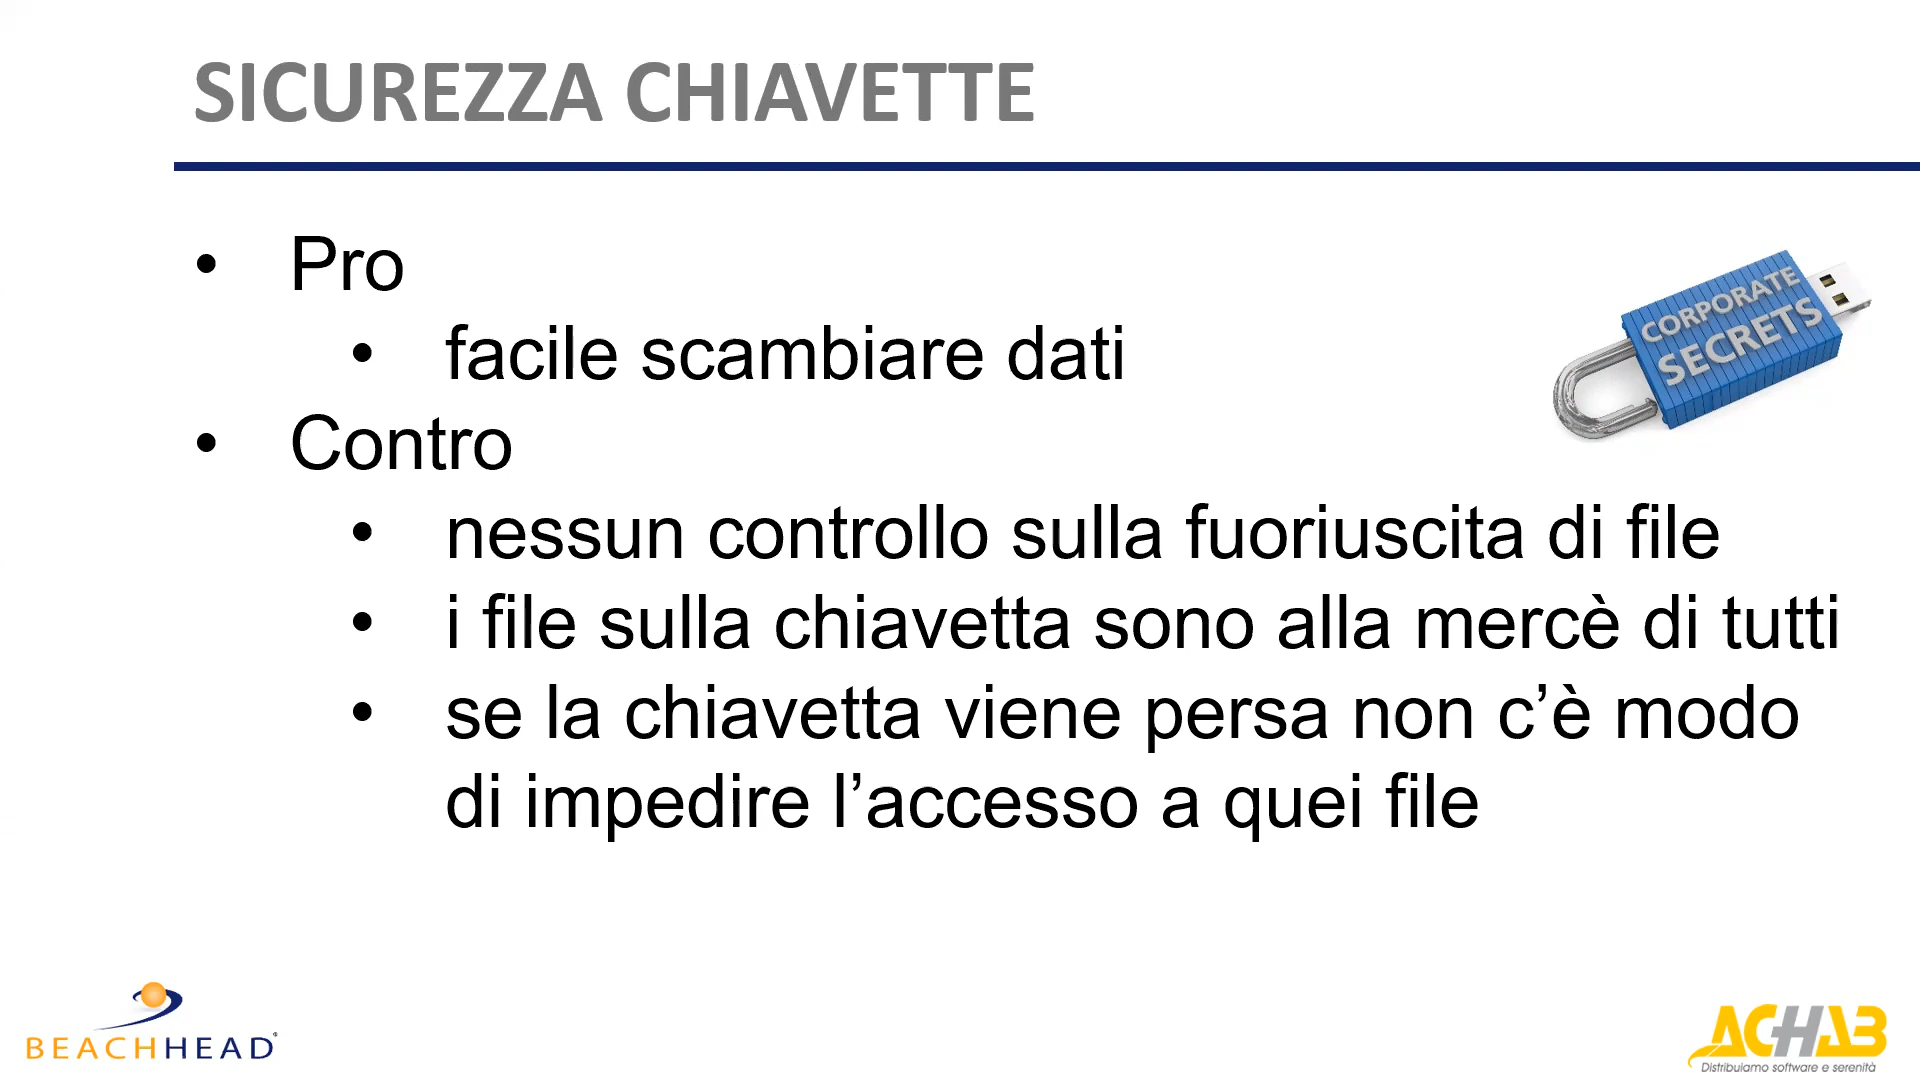 SICUREZZA CHIAVETTE
• Pro
• facile scambiare dati
• Contro
• nessun controllo sulla fuoriuscita di file
• i file sulla chiavetta sono alla mercè di tutti
• se la chiavetta viene persa non c’è modo
di impedire l’accesso a quei file
CORPORATE
SECRETS
BEACHHEAD®
ACHAB
Distribuiamo software e serenità